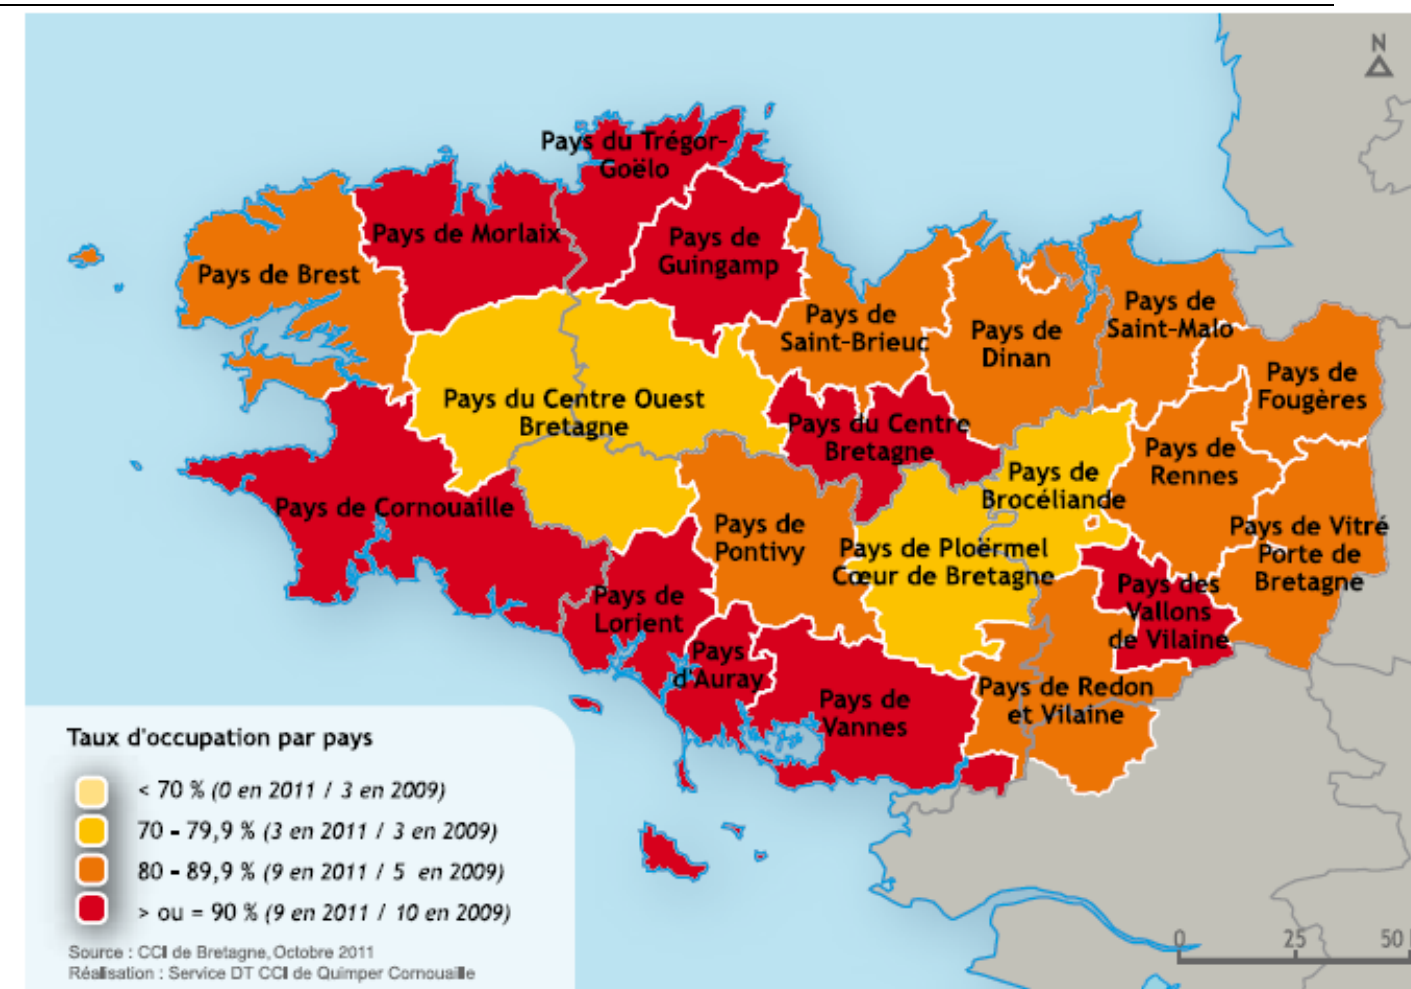 N
Pays du Trégor-
Goëlo
Pays de Morlaix
Pays de
Guingamp
Pays de Brest
Pays de
Saint-Brieuc
Pays de
Dinan
Pays de
Saint-Malo
Pays de
Fougères
Pays du Centre Ouest
Bretagne
Pays du Centre
Bretagne
Pays de
Rennes
Pays de
Brocéliande
Pays de Cornouaille
Pays de
Pontivy
Pays de Ploërmel
Cœur de Bretagne
Pays de Vitré
Porte de
Bretagne
Pays de
Lorient
Pays des
Vallons
de Vilaine
Pays
d'Auray
Pays de
Vannes
Pays de Redon
et Vilaine
Taux d'occupation par pays
< 70 % (0 en 2011 / 3 en 2009)
70 - 79,9 % (3 en 2011 / 3 en 2009)
80 - 89,9 % (9 en 2011 / 5 en 2009)
> ou = 90 % (9 en 2011 / 10 en 2009)
Source : CCI de Bretagne, Octobre 2011
Réalisation : Service DT CCI de Quimper Cornouaille
0 25 50